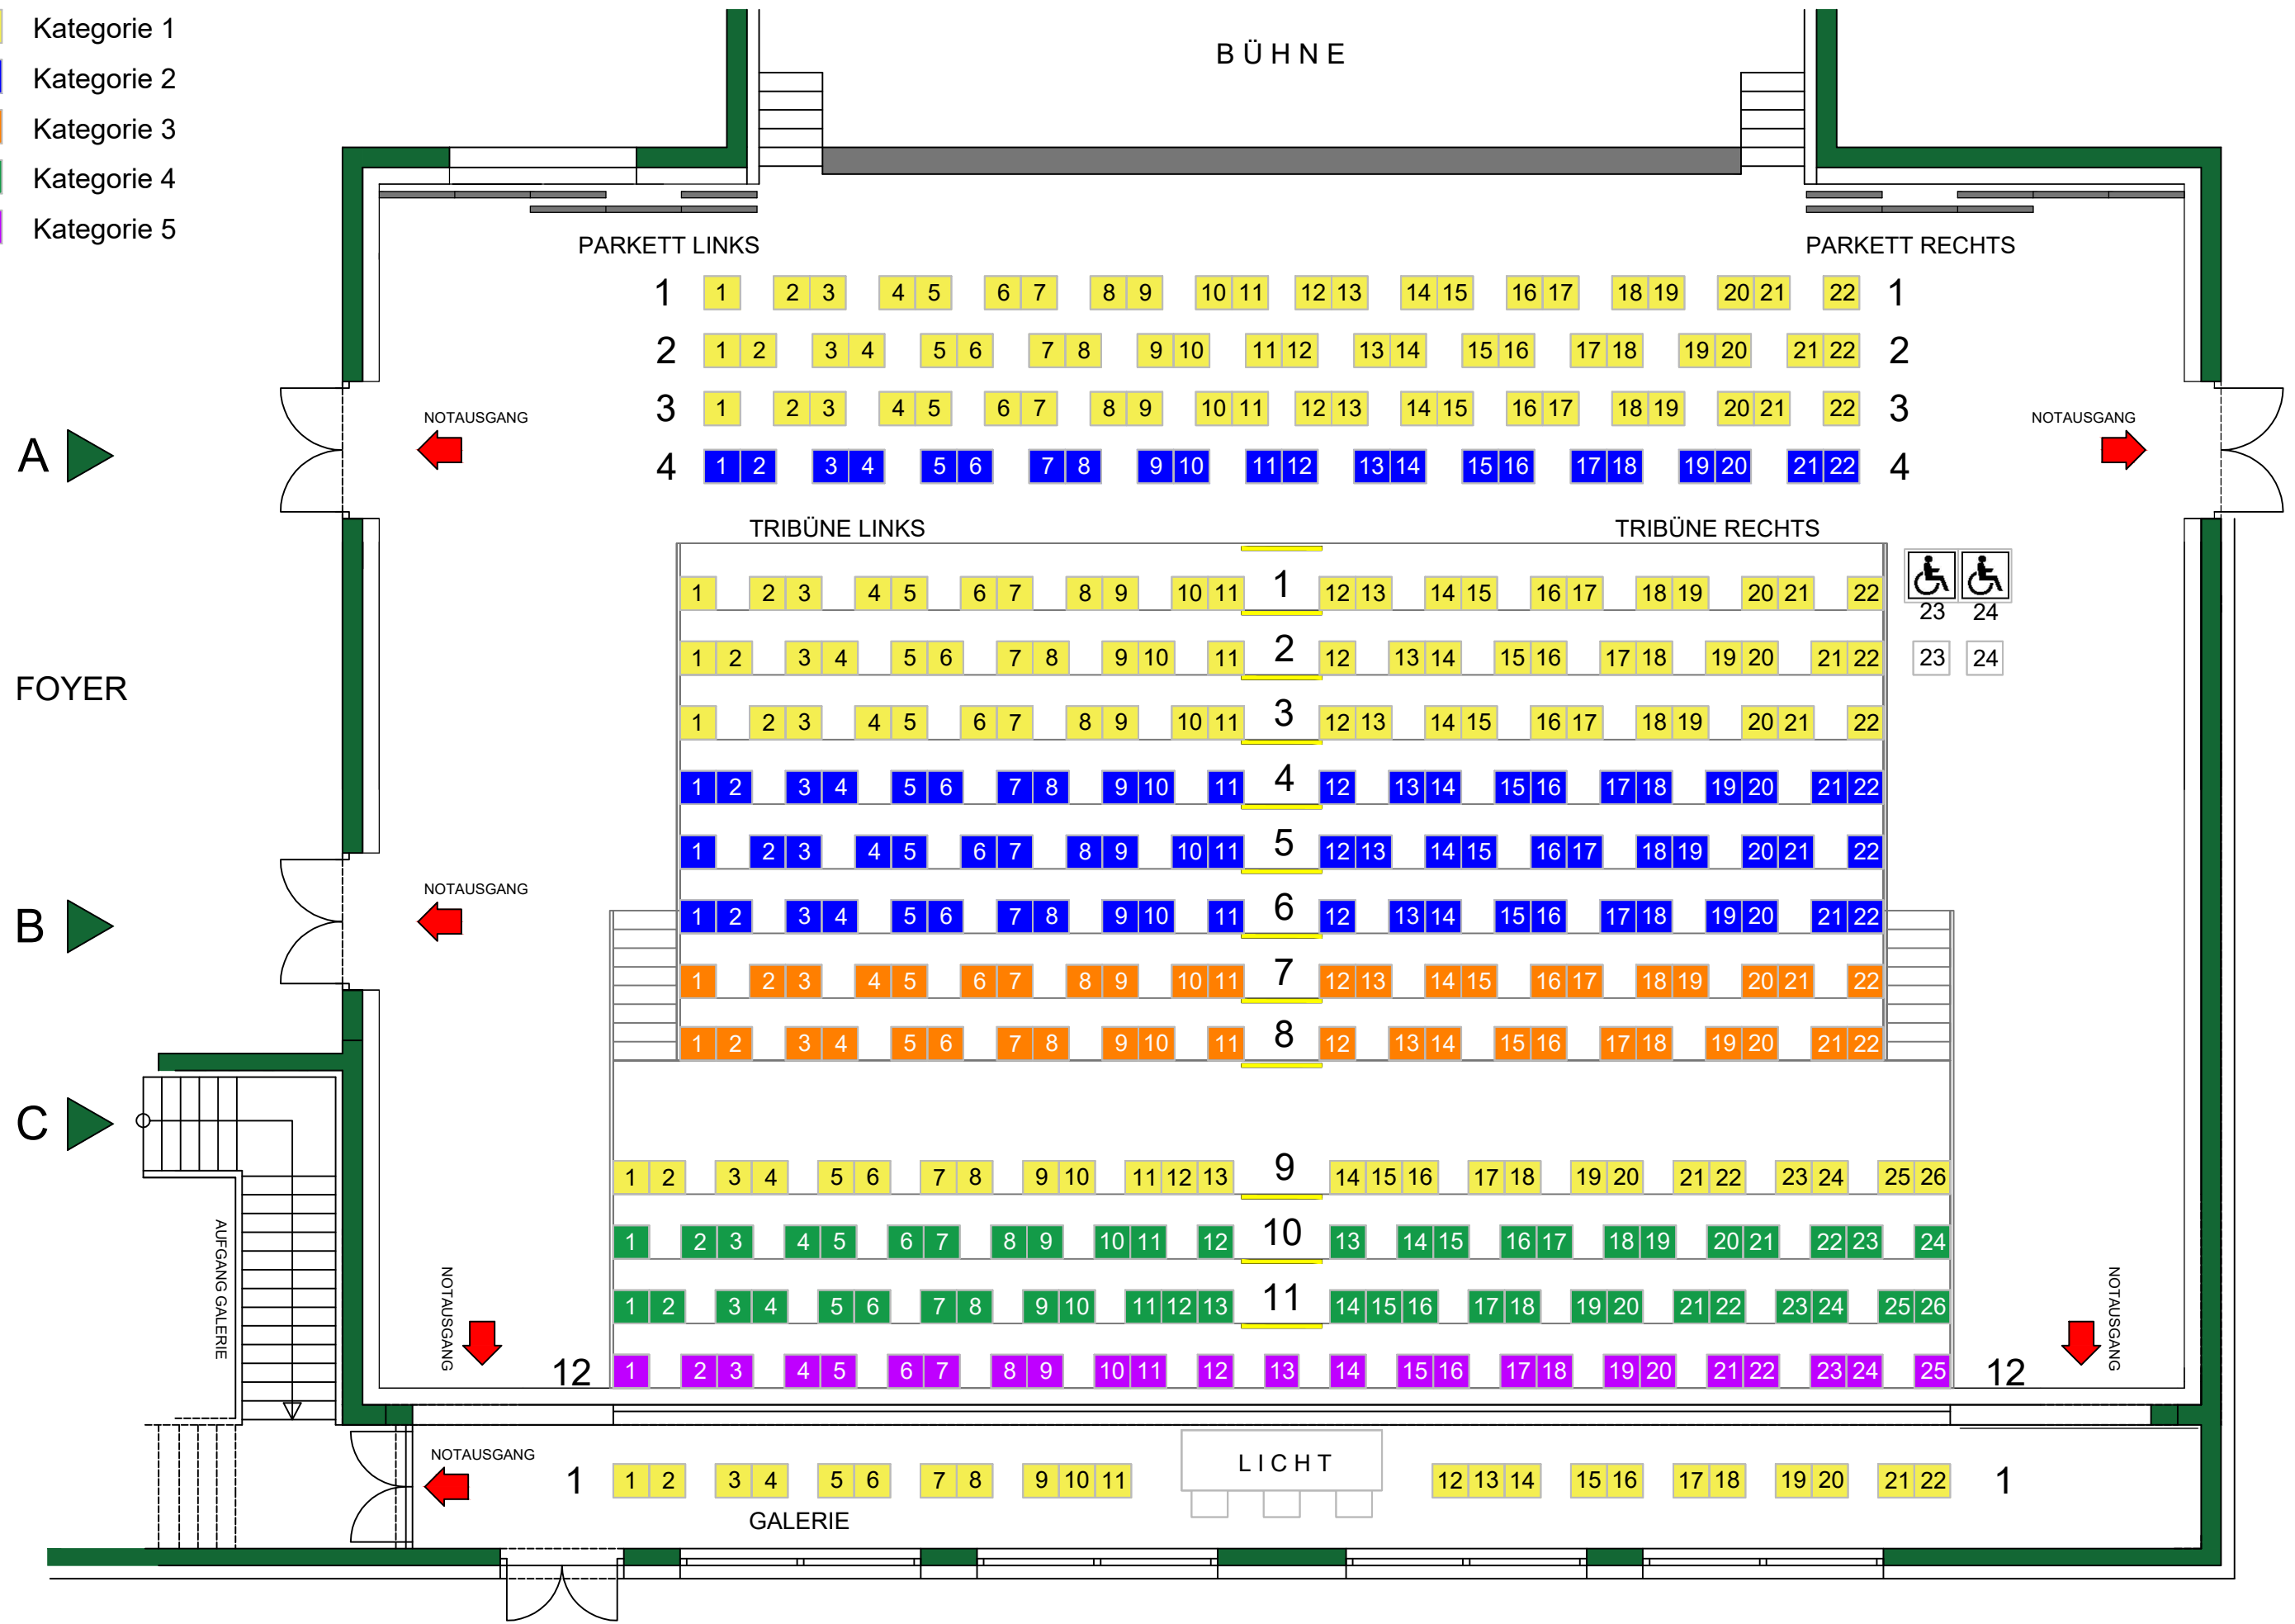 Kategorie 1
Kategorie 2
Kategorie 3
Kategorie 4
Kategorie 5
BÜHNE
PARKETT LINKS PARKETT RECHTS
1 1 2 3 4 5 6 7 8 9 10 11 12 13 14 15 16 17 18 19 20 21 22 1
2 1 2 3 4 5 6 7 8 9 10 11 12 13 14 15 16 17 18 19 20 21 22 2
3 1 2 3 4 5 6 7 8 9 10 11 12 13 14 15 16 17 18 19 20 21 22 3
4 1 2 3 4 5 6 7 8 9 10 11 12 13 14 15 16 17 18 19 20 21 22 4
NOTAUSGANG
NOTAUSGANG
A
TRIBÜNE LINKS TRIBÜNE RECHTS
1 2 3 4 5 6 7 8 9 10 11 1 12 13 14 15 16 17 18 19 20 21 22
23 24
1 2 3 4 5 6 7 8 9 10 11 2 12 13 14 15 16 17 18 19 20 21 22
23 24
FOYER
1 2 3 4 5 6 7 8 9 10 11 3 12 13 14 15 16 17 18 19 20 21 22
1 2 3 4 5 6 7 8 9 10 11 4 12 13 14 15 16 17 18 19 20 21 22
1 2 3 4 5 6 7 8 9 10 11 5 12 13 14 15 16 17 18 19 20 21 22
NOTAUSGANG
B
1 2 3 4 5 6 7 8 9 10 11 6 12 13 14 15 16 17 18 19 20 21 22
1 2 3 4 5 6 7 8 9 10 11 7 12 13 14 15 16 17 18 19 20 21 22
1 2 3 4 5 6 7 8 9 10 11 8 12 13 14 15 16 17 18 19 20 21 22
C
1 2 3 4 5 6 7 8 9 10 11 12 13 9 14 15 16 17 18 19 20 21 22 23 24 25 26
1 2 3 4 5 6 7 8 9 10 11 12 10 13 14 15 16 17 18 19 20 21 22 23 24
1 2 3 4 5 6 7 8 9 10 11 12 13 11 14 15 16 17 18 19 20 21 22 23 24 25 26
AUFGANG GALERIE
NOTAUSGANG
NOTAUSGANG
12 1 2 3 4 5 6 7 8 9 10 11 12 13 14 15 16 17 18 19 20 21 22 23 24 25 12
NOTAUSGANG
LICHT
1 1 2 3 4 5 6 7 8 9 10 11 12 13 14 15 16 17 18 19 20 21 22 1
GALERIE